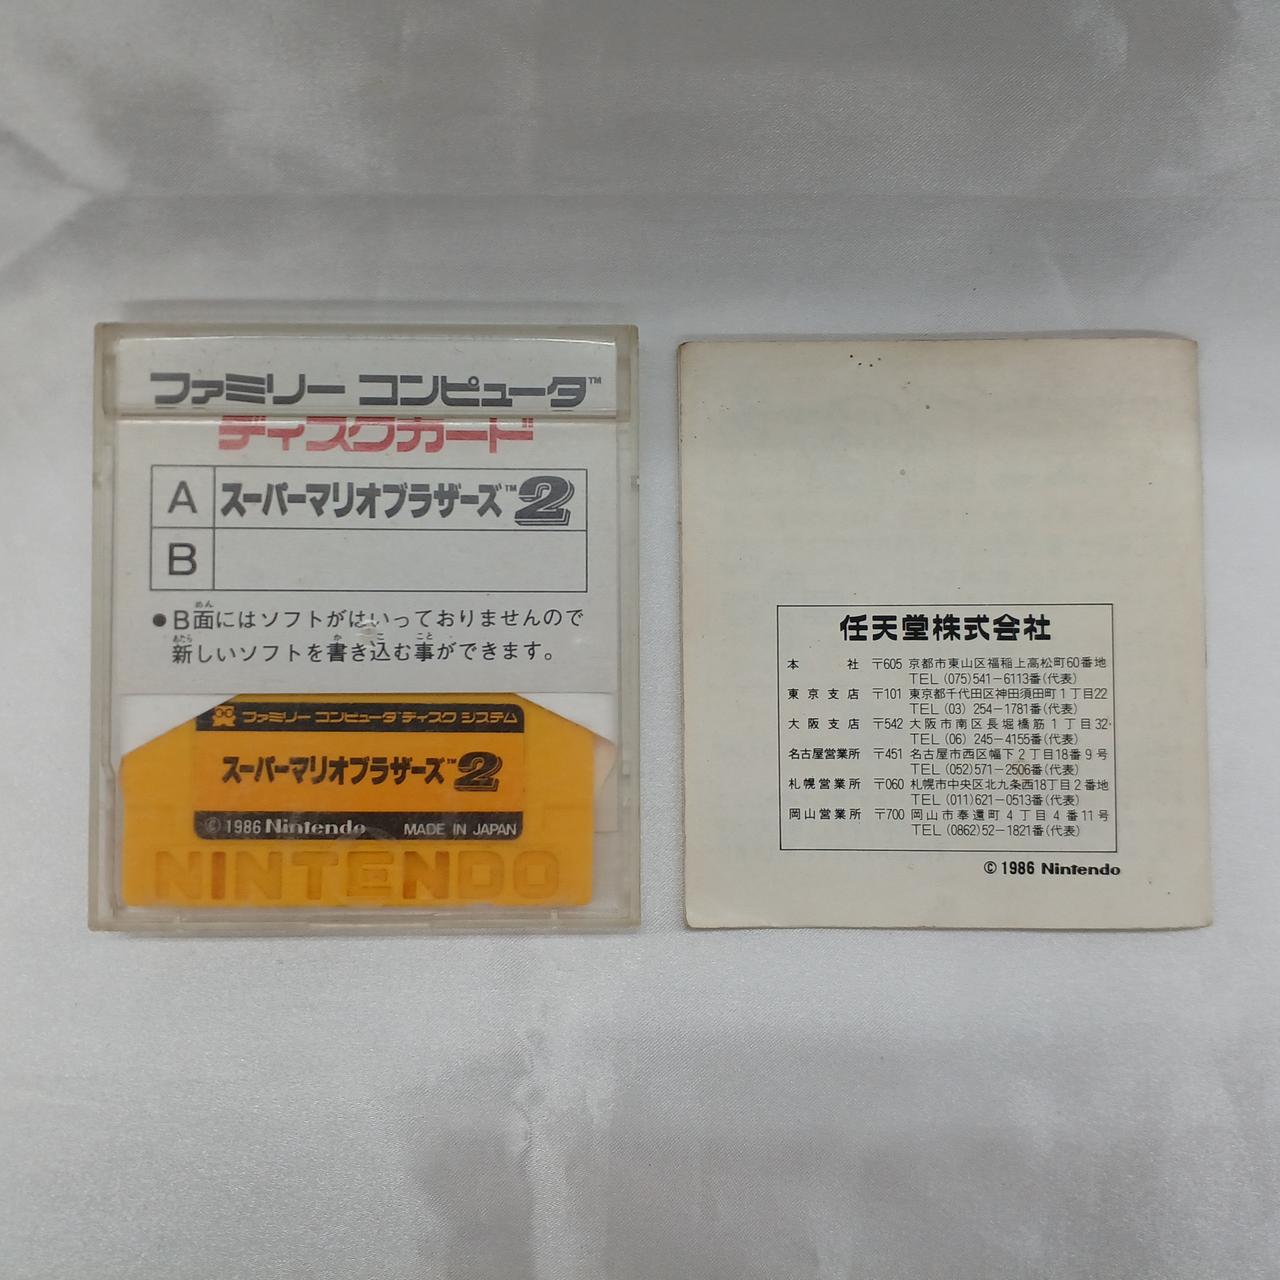 ファミリー コンピュータ™
ディスクカード
A スーパーマリオブラザーズ™2
B
●B面にはソフトがはいっておりませんので
新しいソフトを書き込む事ができます。
ファミリー コンピュータ ディスク システム
スーパーマリオブラザーズ™2
©1986 Nintendo MADE IN JAPAN
NINTENDO
任天堂株式会社
本社 〒605 京都市東山区福稲上高松町60番地
TEL (075)541-6113番(代表)
東京支店 〒101 東京都千代田区神田須田町1丁目22
TEL (03) 254-1781番(代表)
大阪支店 〒542 大阪市南区長堀橋筋1丁目32
TEL (06) 245-4155番(代表)
名古屋営業所 〒451 名古屋市西区幅下2丁目18番9号
TEL (052)571-2506番(代表)
札幌営業所 〒060 札幌市中央区北九条西18丁目2番地
TEL (011)621-0513番(代表)
岡山営業所 〒700 岡山市奉還町4丁目4番11号
TEL (0862)52-1821番(代表)
©1986 Nintendo